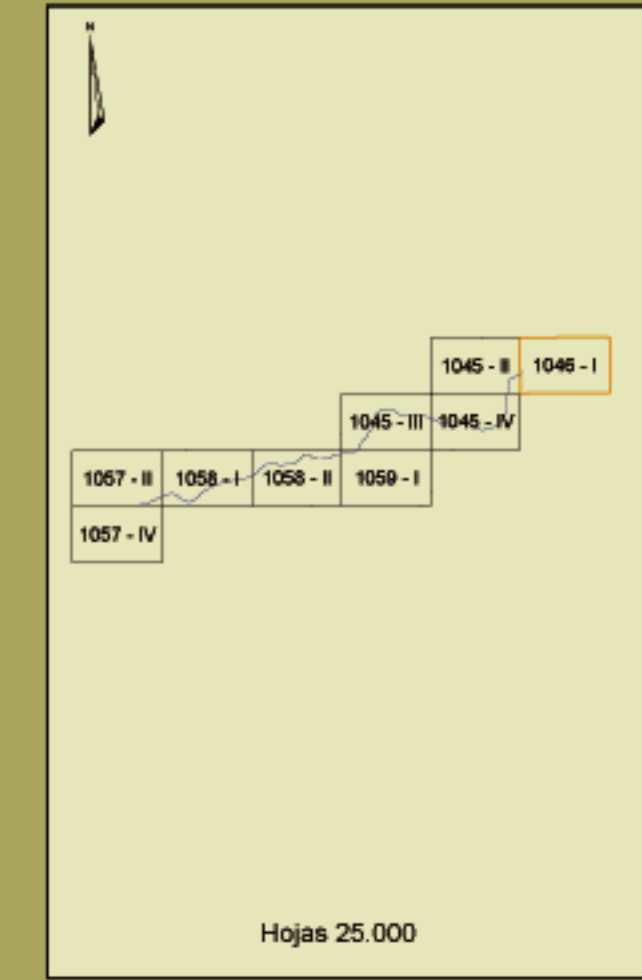 N
1045 - II 1046 - I
1045 - III 1045 - IV
1057 - II 1058 - I 1058 - II 1059 - I
1057 - IV
Hojas 25.000